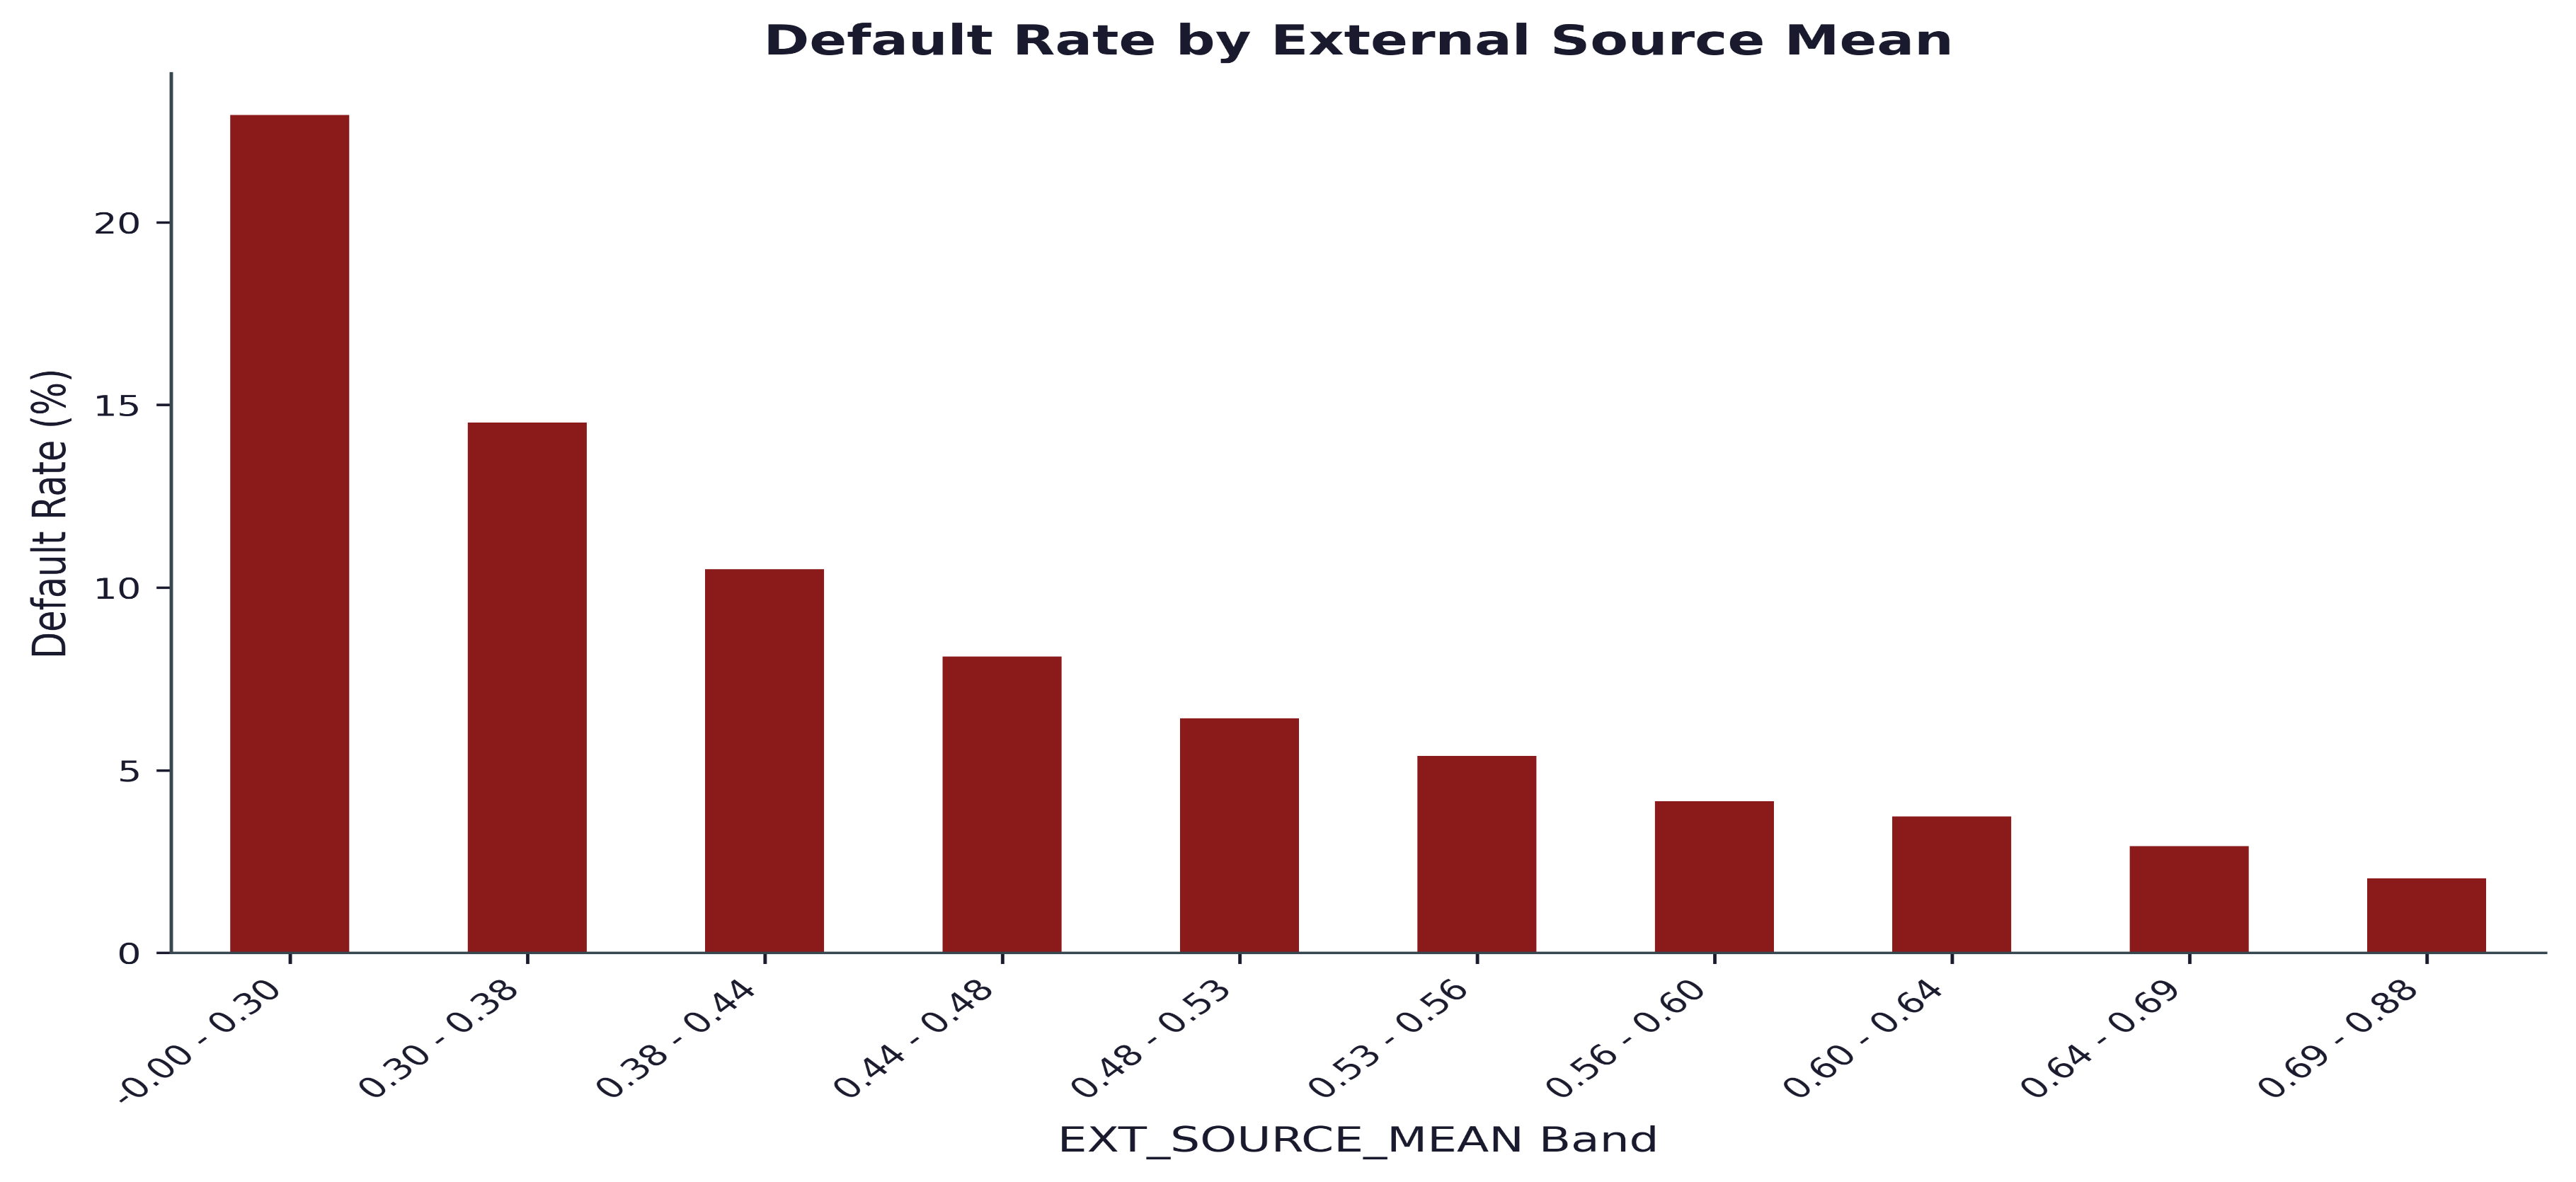 Default Rate by External Source Mean
Default Rate (%)
20
15
10
5
0
-0.00 - 0.30
0.30 - 0.38
0.38 - 0.44
0.44 - 0.48
0.48 - 0.53
0.53 - 0.56
0.56 - 0.60
0.60 - 0.64
0.64 - 0.69
0.69 - 0.88
EXT_SOURCE_MEAN Band